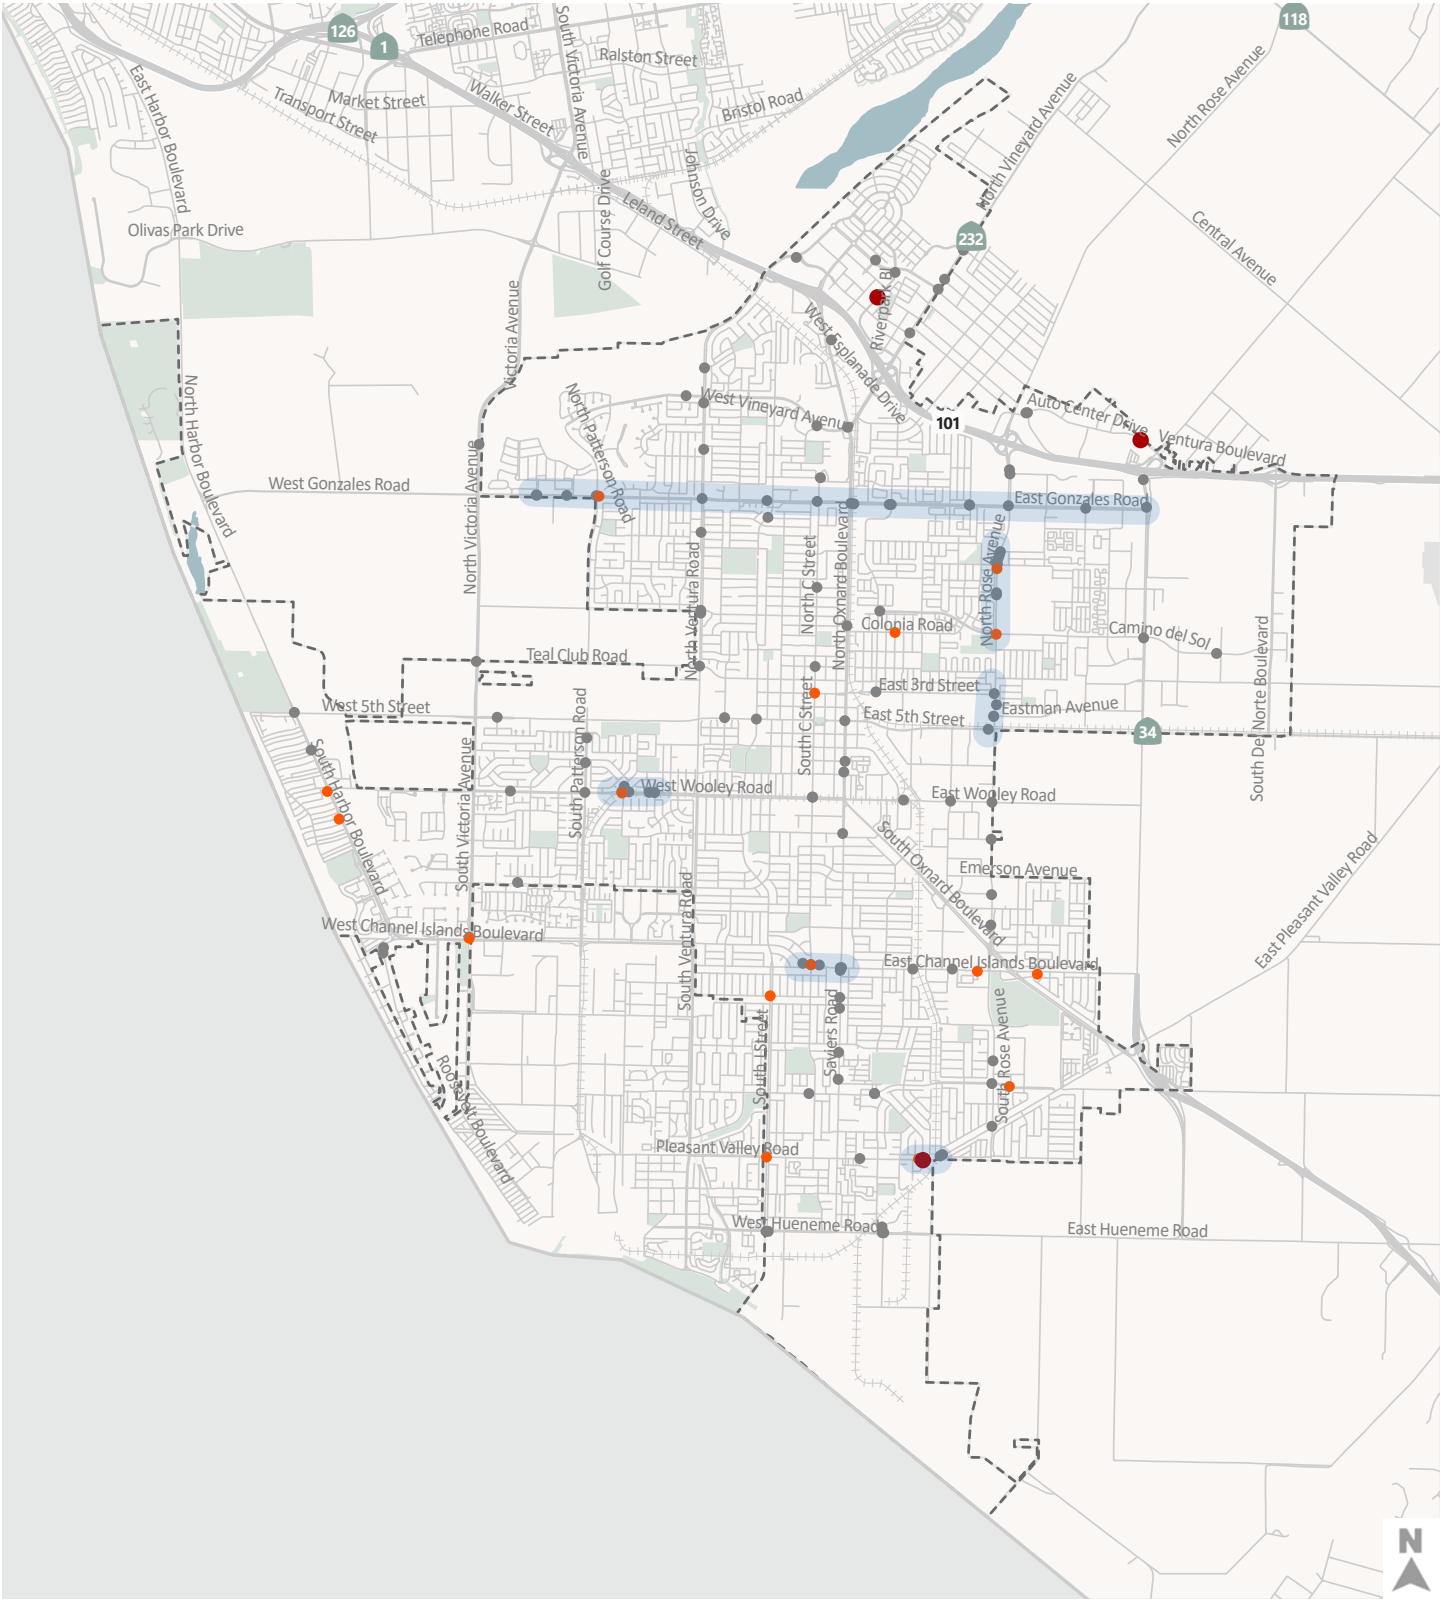 118
126
1
Telephone Road
South Victoria Avenue
Ralston Street
East Harbor Boulevard
Market Street
Transport Street
Walker Street
Bristol Road
North Rose Avenue
North Vineyard Avenue
Johnson Drive
Golf Course Drive
Leland Street
Olivas Park Drive
232
Central Avenue
Victoria Avenue
Riverpark Bl
West Esplanade Drive
North Harbor Boulevard
North Patterson Road
West Vineyard Avenue
101
Auto Center Drive
Ventura Boulevard
West Gonzales Road
East Gonzales Road
North Victoria Avenue
North Ventura Road
North C Street
North Oxnard Boulevard
North Rose Avenue
Colonia Road
Camino del Sol
Teal Club Road
East 3rd Street
Eastman Avenue
West 5th Street
East 5th Street
34
South C Street
South Patterson Road
South Del Norte Boulevard
South Harbor Boulevard
South Victoria Avenue
West Wooley Road
East Wooley Road
South Oxnard Boulevard
Emerson Avenue
East Pleasant Valley Road
South Ventura Road
West Channel Islands Boulevard
East Channel Islands Boulevard
South J Street
Saviers Road
South Rose Avenue
Roosevelt Boulevard
Pleasant Valley Road
West Hueneme Road
East Hueneme Road
N